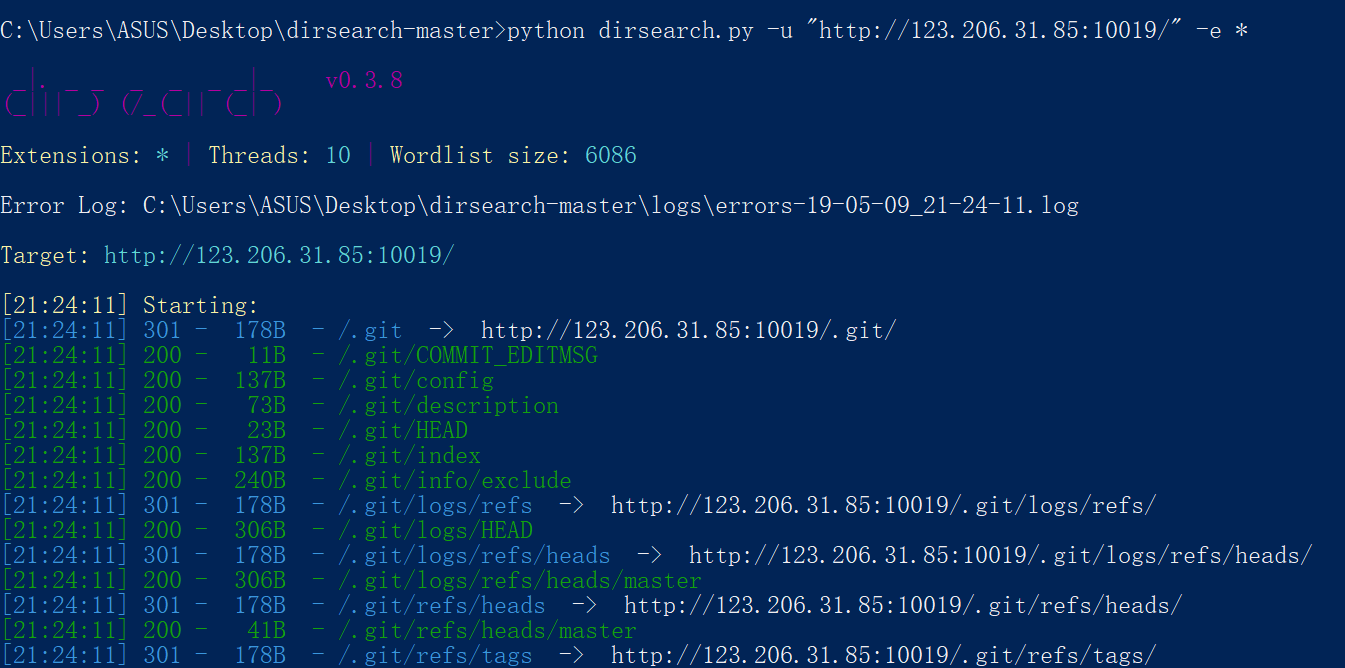 C:\Users\ASUS\Desktop\dirsearch-master>python dirsearch.py -u "http://123.206.31.85:10019/" -e *
dirsearch v0.3.8
Extensions: * | Threads: 10 | Wordlist size: 6086
Error Log: C:\Users\ASUS\Desktop\dirsearch-master\logs\errors-19-05-09_21-24-11.log
Target: http://123.206.31.85:10019/
[21:24:11] Starting:
[21:24:11] 301 -  178B  - /.git  ->  http://123.206.31.85:10019/.git/
[21:24:11] 200 -   11B  - /.git/COMMIT_EDITMSG
[21:24:11] 200 -  137B  - /.git/config
[21:24:11] 200 -   73B  - /.git/description
[21:24:11] 200 -   23B  - /.git/HEAD
[21:24:11] 200 -  137B  - /.git/index
[21:24:11] 200 -  240B  - /.git/info/exclude
[21:24:11] 301 -  178B  - /.git/logs/refs  ->  http://123.206.31.85:10019/.git/logs/refs/
[21:24:11] 200 -  306B  - /.git/logs/HEAD
[21:24:11] 301 -  178B  - /.git/logs/refs/heads  ->  http://123.206.31.85:10019/.git/logs/refs/heads/
[21:24:11] 200 -  306B  - /.git/logs/refs/heads/master
[21:24:11] 301 -  178B  - /.git/refs/heads  ->  http://123.206.31.85:10019/.git/refs/heads/
[21:24:11] 200 -   41B  - /.git/refs/heads/master
[21:24:11] 301 -  178B  - /.git/refs/tags  ->  http://123.206.31.85:10019/.git/refs/tags/